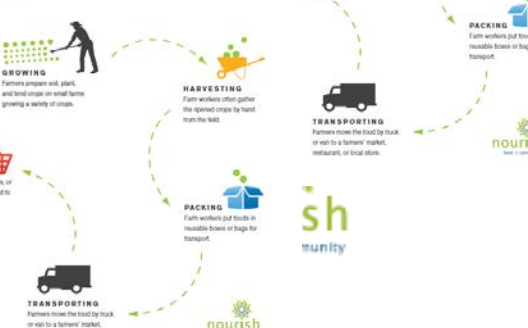 GROWING
Farmers prepare soil, plant,
and tend crops on small farms
growing a variety of crops.
HARVESTING
Farm workers often gather
the ripened crops by hand
from the field.
s, or
d to
PACKING
Farm workers put foods in
reusable boxes or bags for
transport.
TRANSPORTING
Farmers move the food by truck
or van to a farmers' market,
nourish
PACKING
Farm workers put foo
reusable boxes or bag
transport.
TRANSPORTING
Farmers move the food by truck
or van to a farmers' market,
restaurant, or local store.
nouri
sh
munity